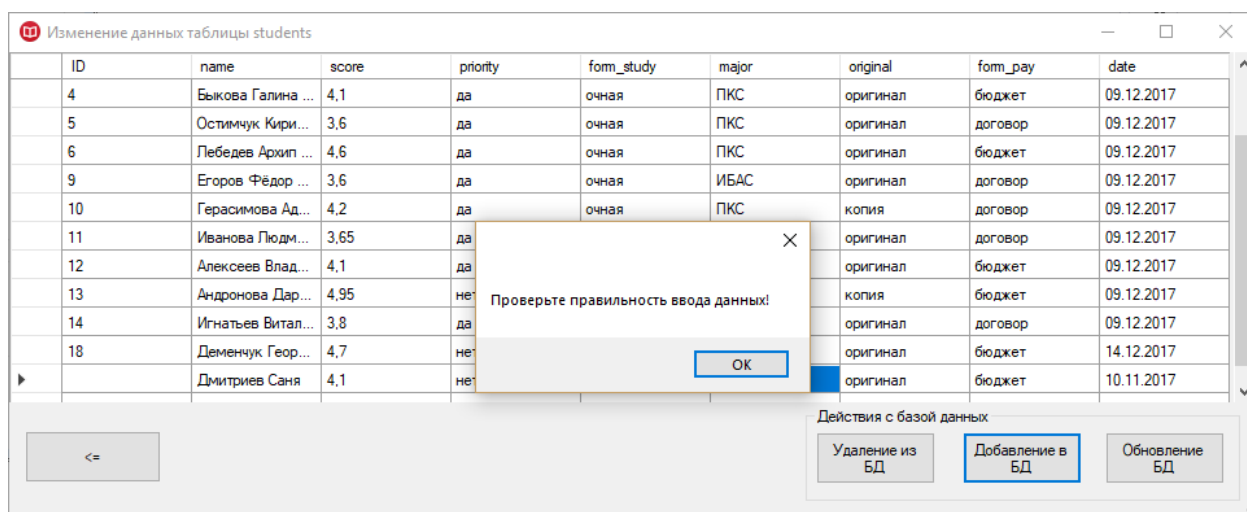 Изменение данных таблицы students
ID name score priority form_study major original form_pay date
4 Быкова Галина ... 4,1 да очная ПКС оригинал бюджет 09.12.2017
5 Остимчук Кири... 3,6 да очная ПКС оригинал договор 09.12.2017
6 Лебедев Архип ... 4,6 да очная ПКС оригинал бюджет 09.12.2017
9 Егоров Фёдор ... 3,6 да очная ИБАС оригинал договор 09.12.2017
10 Герасимова Ад... 4,2 да очная ПКС копия договор 09.12.2017
11 Иванова Людм... 3,65 да оригинал договор 09.12.2017
12 Алексеев Влад... 4,1 да оригинал бюджет 09.12.2017
13 Андронова Дар... 4,95 нет копия бюджет 09.12.2017
14 Игнатьев Витал... 3,8 да оригинал договор 09.12.2017
18 Деменчук Геор... 4,7 нет оригинал бюджет 14.12.2017
Дмитриев Саня 4,1 нет оригинал бюджет 10.11.2017
Проверьте правильность ввода данных!
OK
Действия с базой данных
<=
Удаление из
БД
Добавление в
БД
Обновление
БД